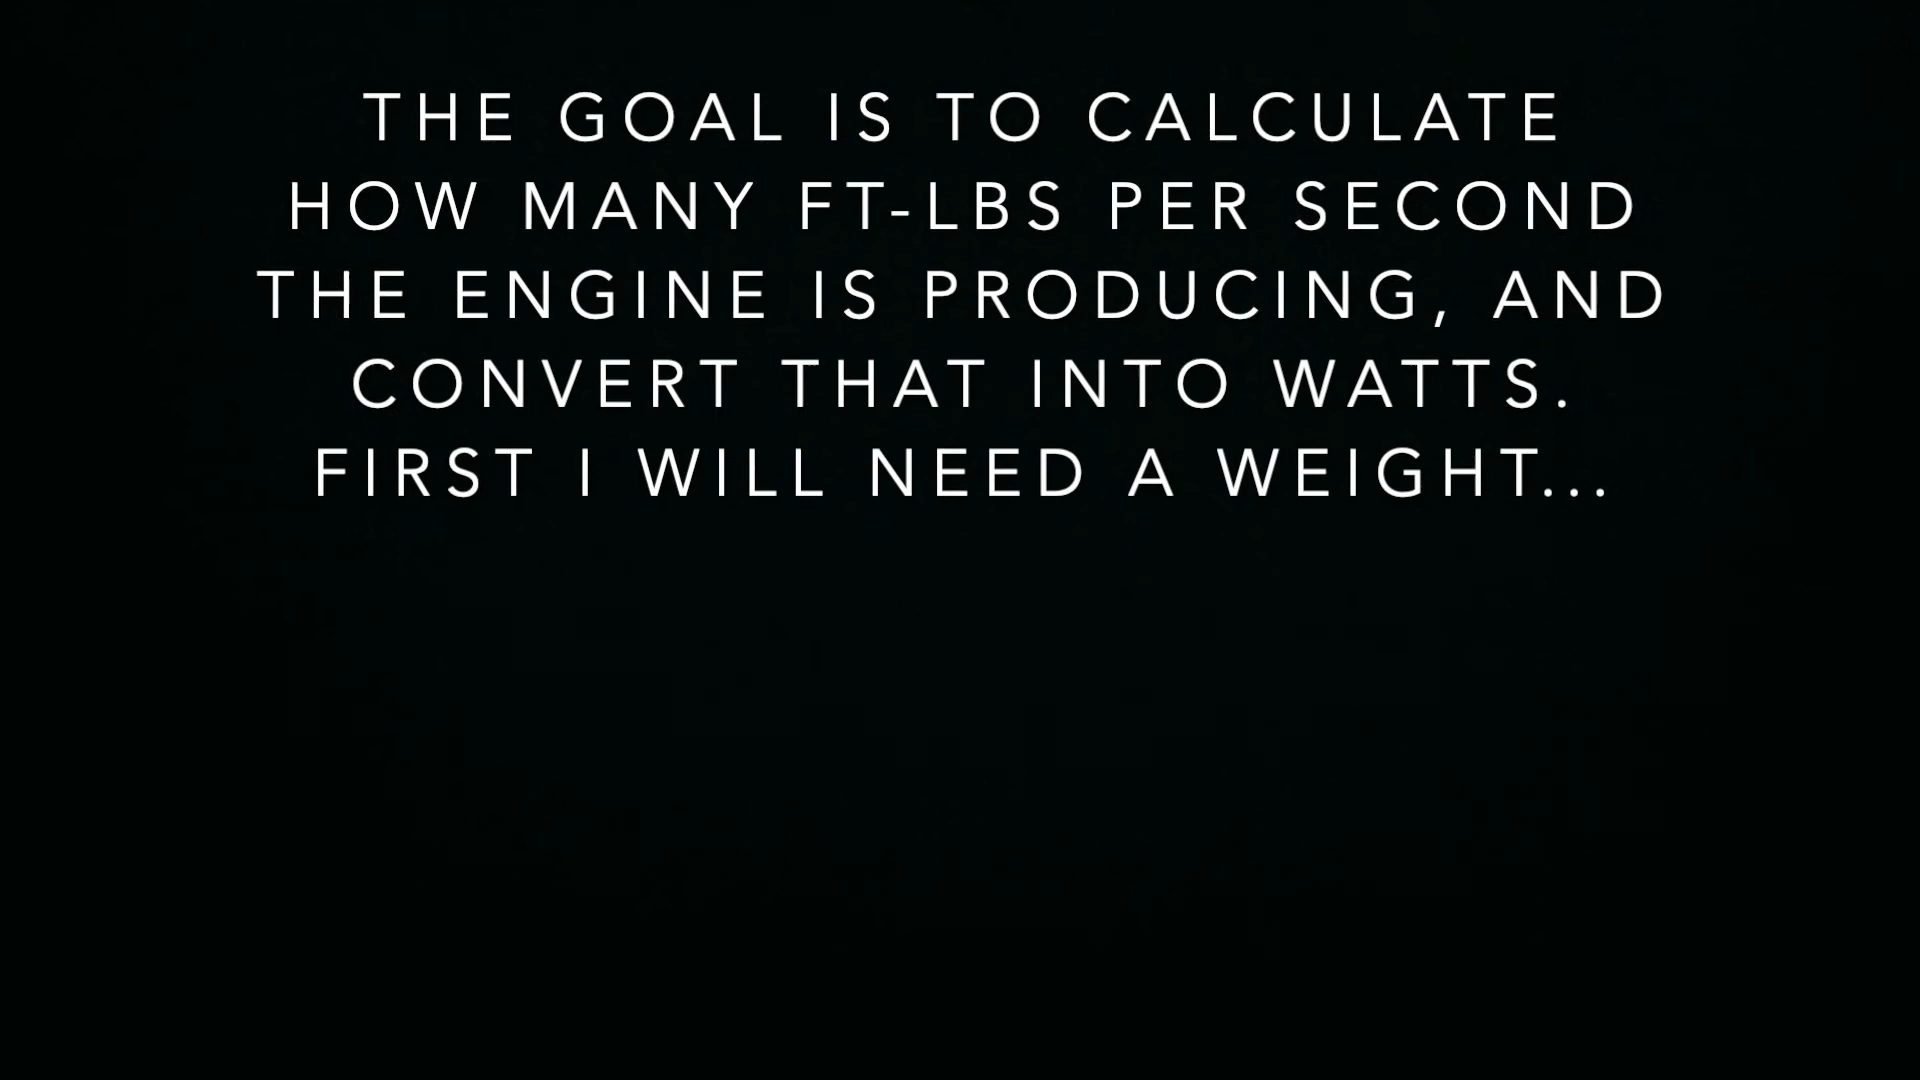 THE GOAL IS TO CALCULATE
HOW MANY FT-LBS PER SECOND
THE ENGINE IS PRODUCING, AND
CONVERT THAT INTO WATTS.
FIRST I WILL NEED A WEIGHT...